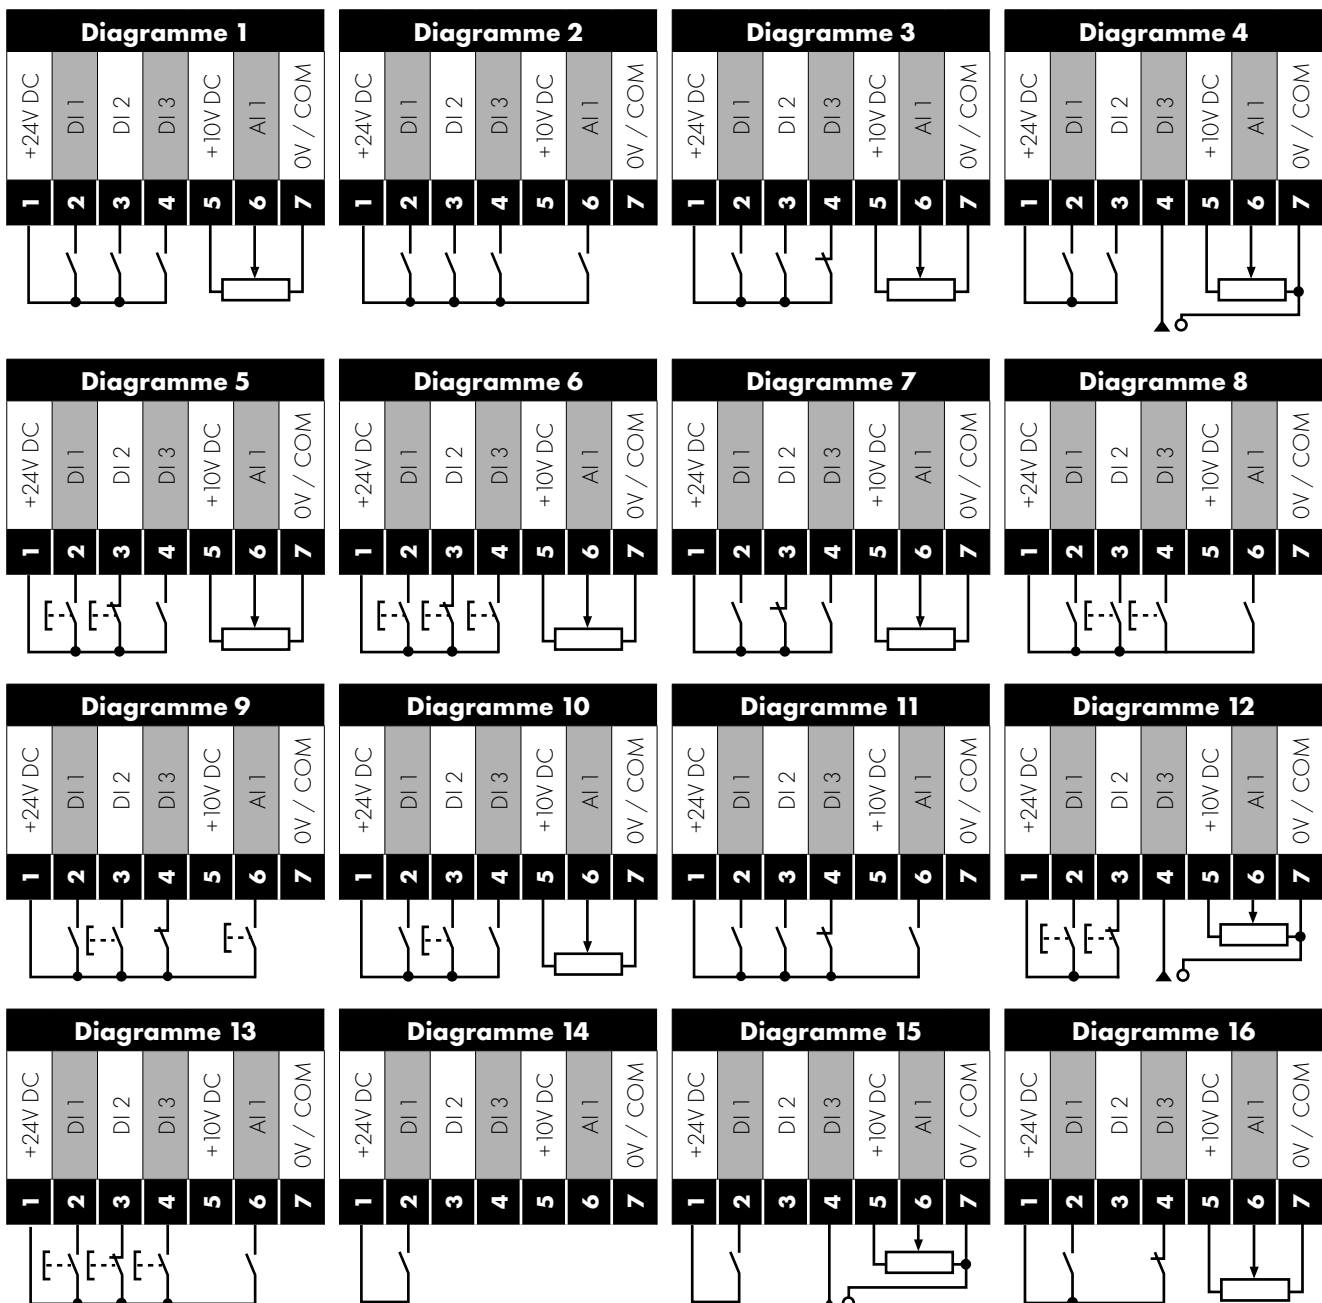 Diagramme 1
+24V DC
DI 1
DI 2
DI 3
+10V DC
AI 1
0V / COM
1 2 3 4 5 6 7
Diagramme 2
+24V DC
DI 1
DI 2
DI 3
+10V DC
AI 1
0V / COM
1 2 3 4 5 6 7
Diagramme 3
+24V DC
DI 1
DI 2
DI 3
+10V DC
AI 1
0V / COM
1 2 3 4 5 6 7
Diagramme 4
+24V DC
DI 1
DI 2
DI 3
+10V DC
AI 1
0V / COM
1 2 3 4 5 6 7
Diagramme 5
+24V DC
DI 1
DI 2
DI 3
+10V DC
AI 1
0V / COM
1 2 3 4 5 6 7
Diagramme 6
+24V DC
DI 1
DI 2
DI 3
+10V DC
AI 1
0V / COM
1 2 3 4 5 6 7
Diagramme 7
+24V DC
DI 1
DI 2
DI 3
+10V DC
AI 1
0V / COM
1 2 3 4 5 6 7
Diagramme 8
+24V DC
DI 1
DI 2
DI 3
+10V DC
AI 1
0V / COM
1 2 3 4 5 6 7
Diagramme 9
+24V DC
DI 1
DI 2
DI 3
+10V DC
AI 1
0V / COM
1 2 3 4 5 6 7
Diagramme 10
+24V DC
DI 1
DI 2
DI 3
+10V DC
AI 1
0V / COM
1 2 3 4 5 6 7
Diagramme 11
+24V DC
DI 1
DI 2
DI 3
+10V DC
AI 1
0V / COM
1 2 3 4 5 6 7
Diagramme 12
+24V DC
DI 1
DI 2
DI 3
+10V DC
AI 1
0V / COM
1 2 3 4 5 6 7
Diagramme 13
+24V DC
DI 1
DI 2
DI 3
+10V DC
AI 1
0V / COM
1 2 3 4 5 6 7
Diagramme 14
+24V DC
DI 1
DI 2
DI 3
+10V DC
AI 1
0V / COM
1 2 3 4 5 6 7
Diagramme 15
+24V DC
DI 1
DI 2
DI 3
+10V DC
AI 1
0V / COM
1 2 3 4 5 6 7
Diagramme 16
+24V DC
DI 1
DI 2
DI 3
+10V DC
AI 1
0V / COM
1 2 3 4 5 6 7